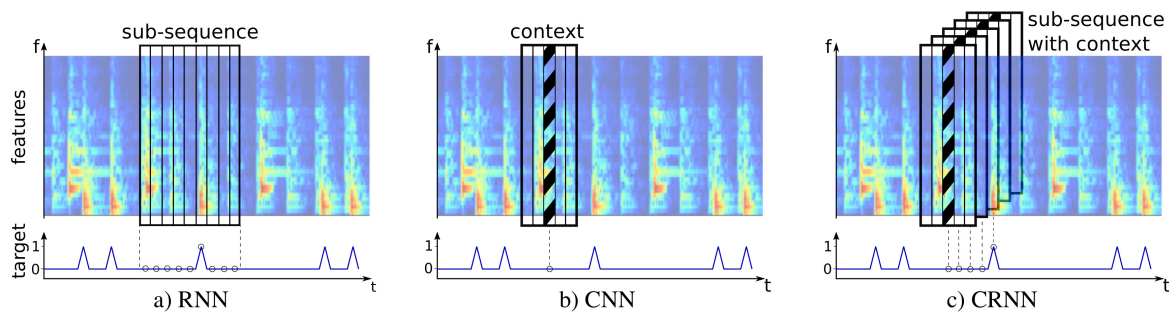 sub-sequence
f
features
target
1
0
t
a) RNN
context
f
1
0
t
b) CNN
sub-sequence
with context
f
1
0
t
c) CRNN